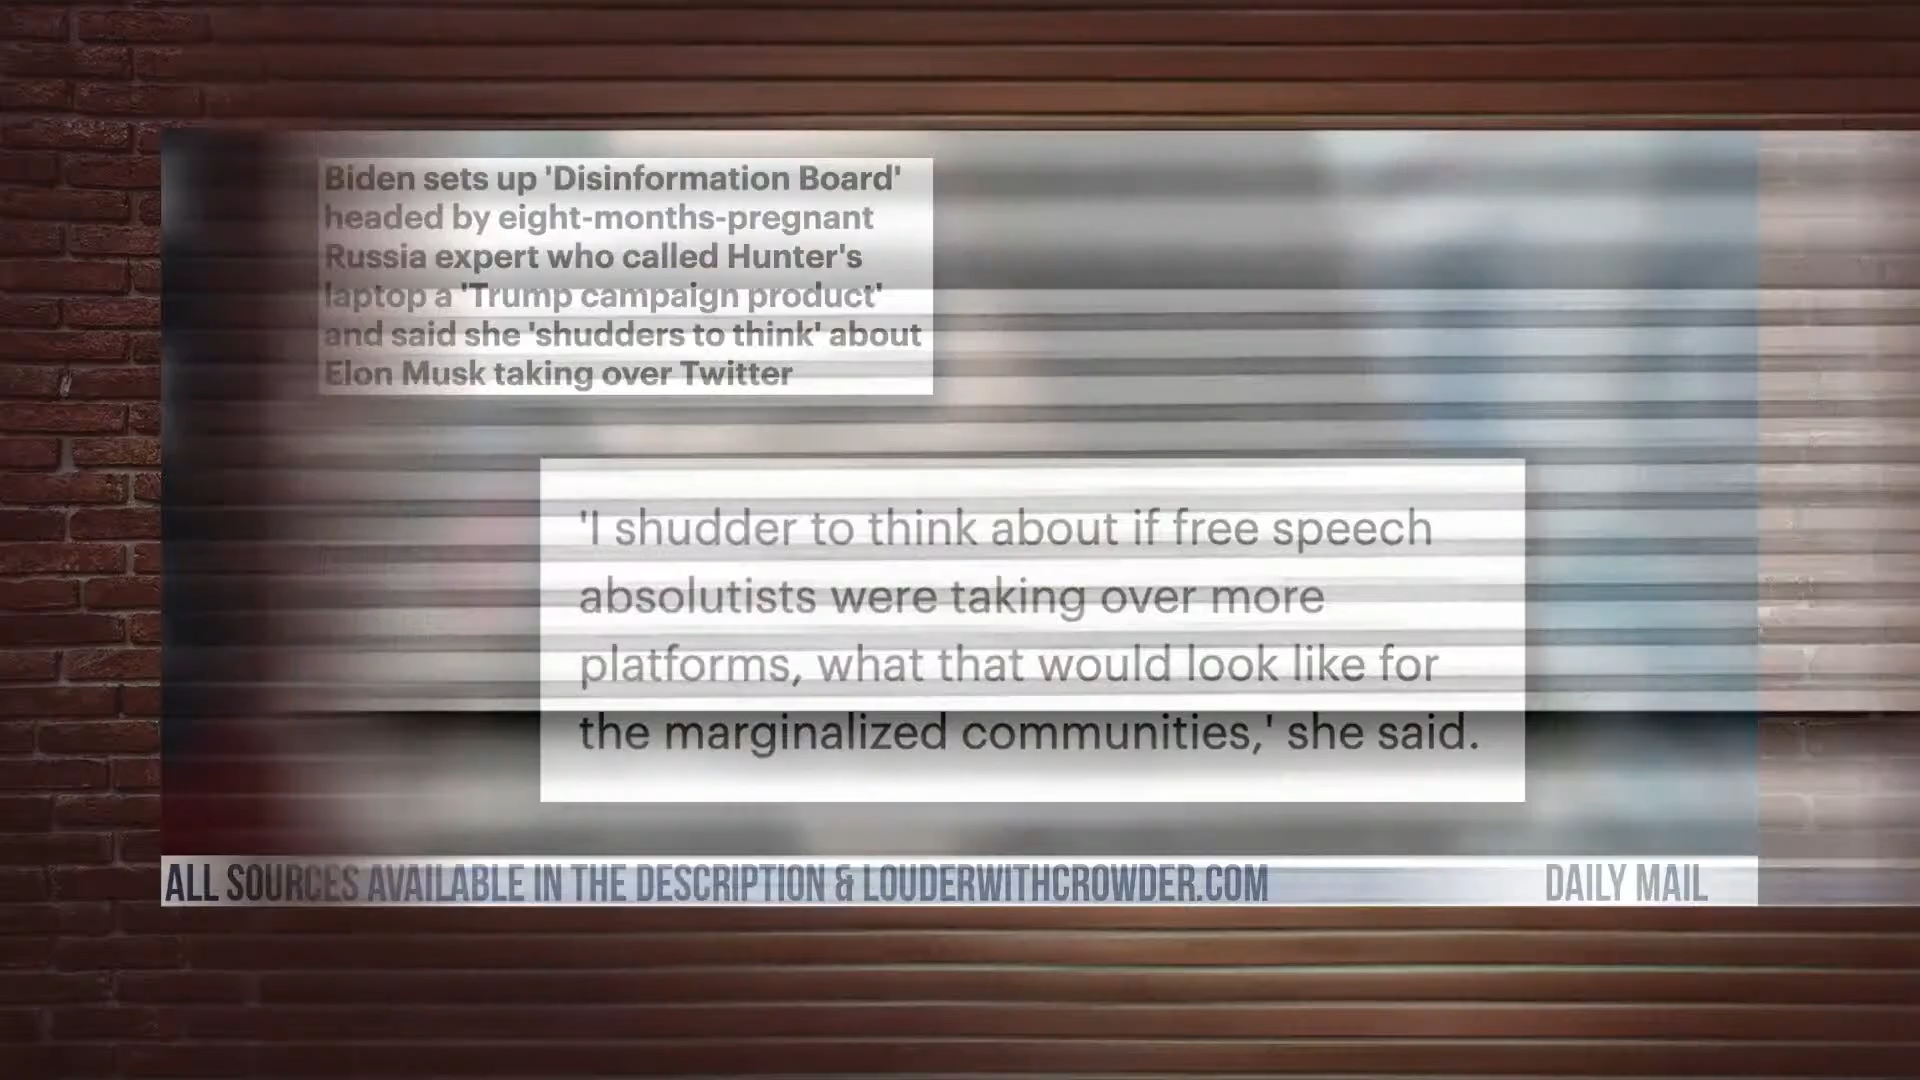 Biden sets up 'Disinformation Board'
headed by eight-months-pregnant
Russia expert who called Hunter's
laptop a 'Trump campaign product'
and said she 'shudders to think' about
Elon Musk taking over Twitter
'I shudder to think about if free speech
absolutists were taking over more
platforms, what that would look like for
the marginalized communities,' she said.
ALL SOURCES AVAILABLE IN THE DESCRIPTION & LOUDERWITHCROWDER.COM
DAILY MAIL